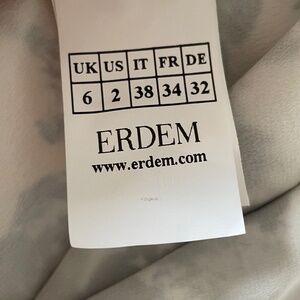 UK US IT FR DE
6 2 38 34 32
ERDEM
www.erdem.com